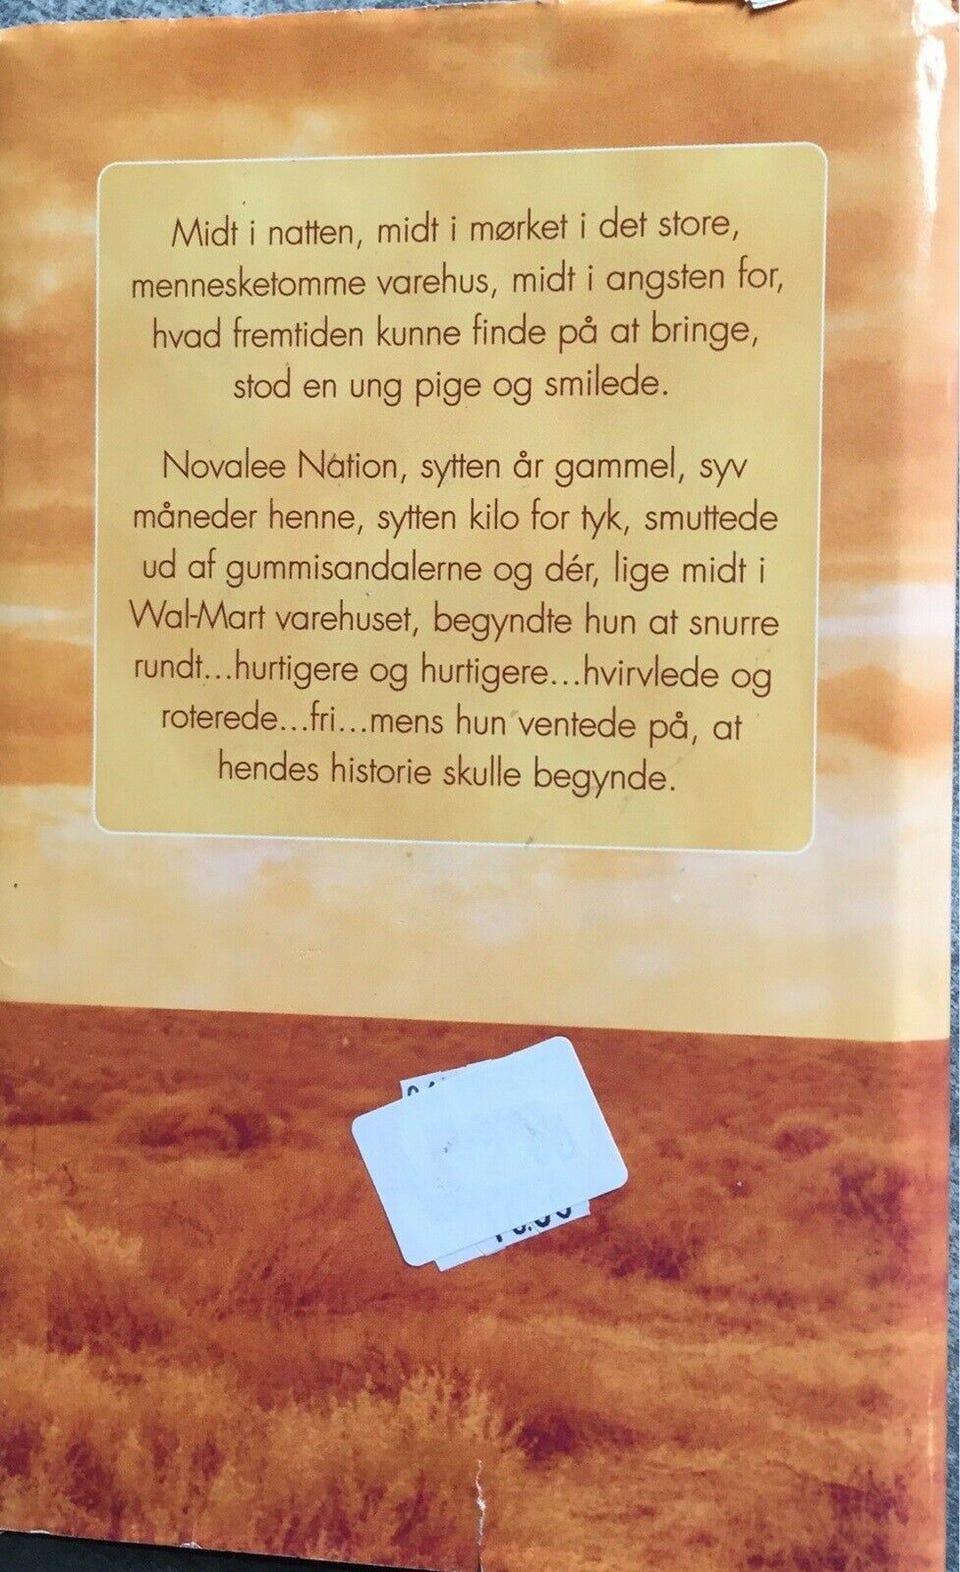 Midt i natten, midt i mørket i det store,
mennesketomme varehus, midt i angsten for,
hvad fremtiden kunne finde på at bringe,
stod en ung pige og smilede.
Novalee Nation, sytten år gammel, syv
måneder henne, sytten kilo for tyk, smuttede
ud af gummisandalerne og dér, lige midt i
Wal-Mart varehuset, begyndte hun at snurre
rundt...hurtigere og hurtigere...hvirvlede og
roterede...fri...mens hun ventede på, at
hendes historie skulle begynde.